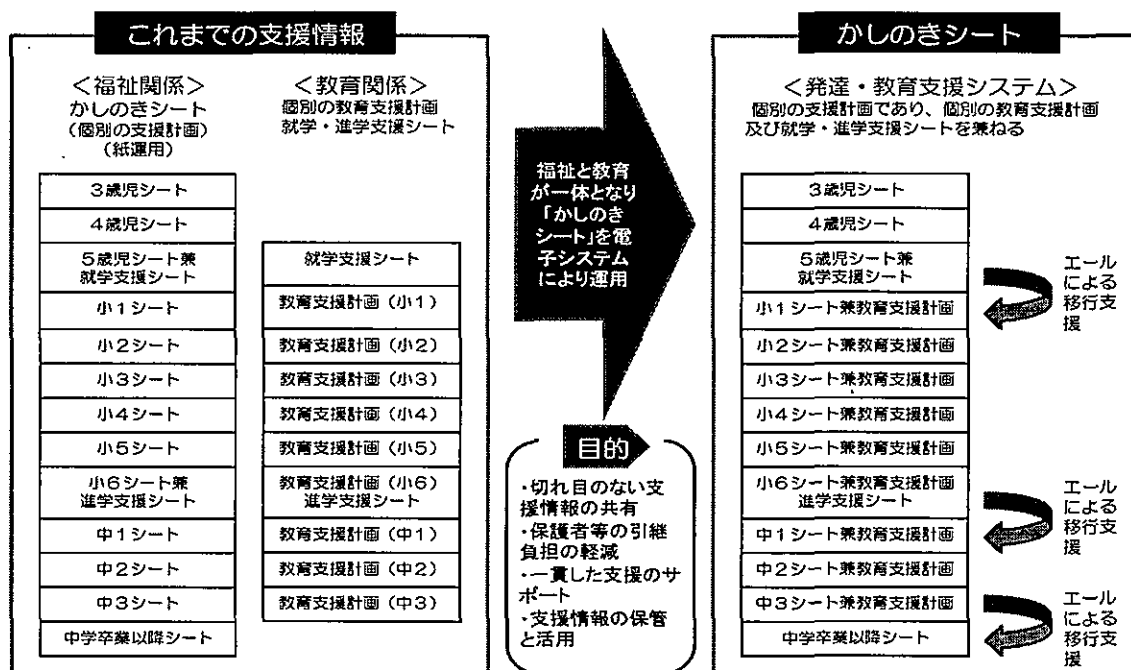 これまでの支援情報
<福祉関係>
かしのきシート
(個別の支援計画)
(紙運用)
3歳児シート
4歳児シート
5歳児シート兼
就学支援シート
小1シート
小2シート
小3シート
小4シート
小5シート
小6シート兼
進学支援シート
中1シート
中2シート
中3シート
中学卒業以降シート
<教育関係>
個別の教育支援計画
就学・進学支援シート
就学支援シート
教育支援計画(小1)
教育支援計画(小2)
教育支援計画(小3)
教育支援計画(小4)
教育支援計画(小5)
教育支援計画(小6)
進学支援シート
教育支援計画(中1)
教育支援計画(中2)
教育支援計画(中3)
福祉と教育
が一体となり
「かしのき
シート」を電
子システム
により運用
目的
・切れ目のない支
援情報の共有
・保護者等の引継
負担の軽減
・一貫した支援のサ
ポート
・支援情報の保管
と活用
かしのきシート
<発達・教育支援システム>
個別の支援計画であり、個別の教育支援計画
及び就学・進学支援シートを兼ねる
3歳児シート
4歳児シート
5歳児シート兼
就学支援シート
小1シート兼教育支援計画
小2シート兼教育支援計画
小3シート兼教育支援計画
小4シート兼教育支援計画
小5シート兼教育支援計画
小6シート兼教育支援計画
進学支援シート
中1シート兼教育支援計画
中2シート兼教育支援計画
中3シート兼教育支援計画
中学卒業以降シート
エール
による
移行支
援
エール
による
移行支
援
エール
による
移行支
援